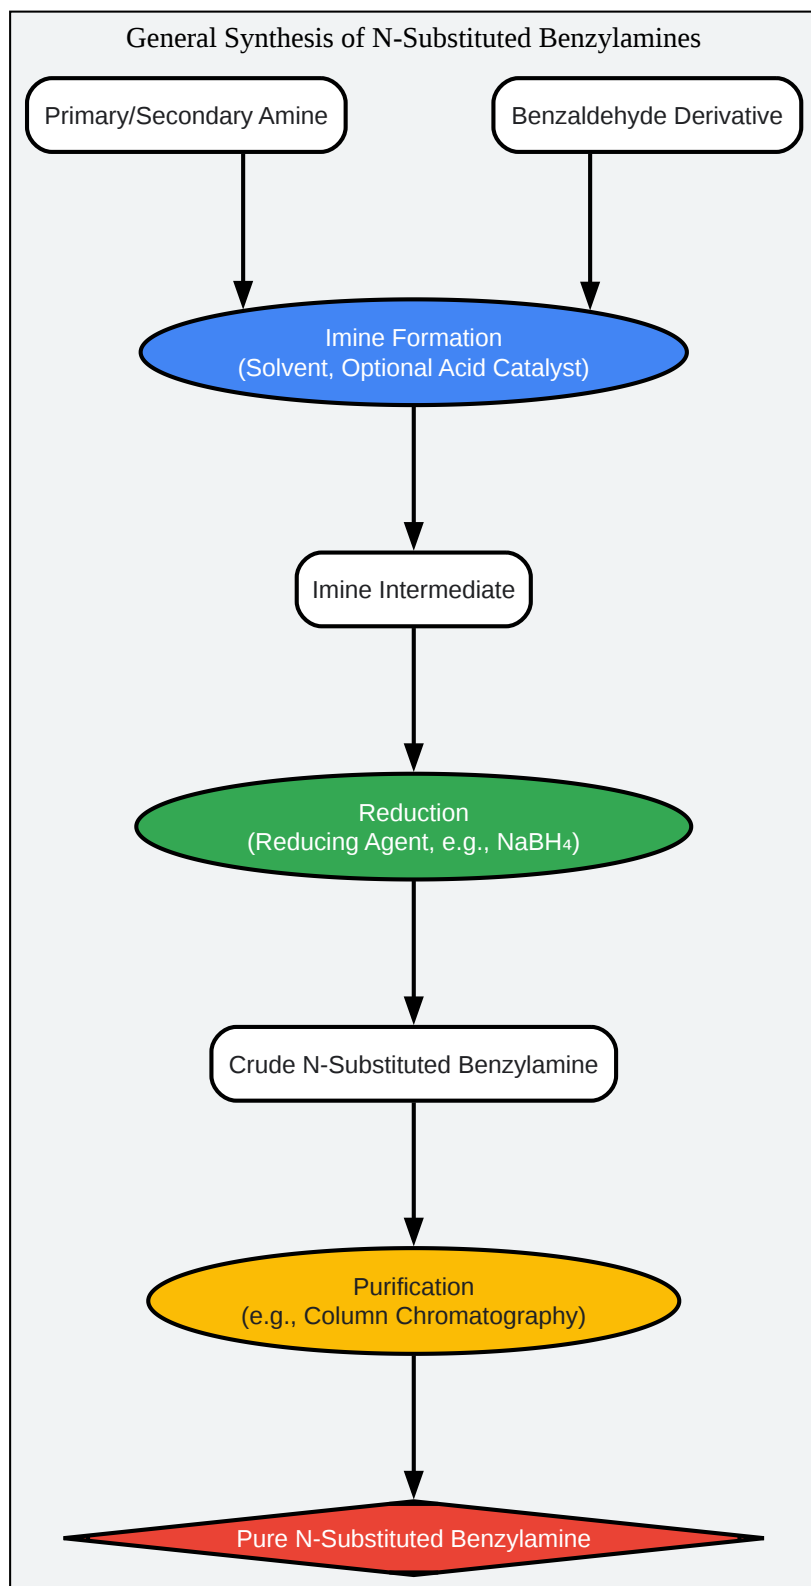 General Synthesis of N-Substituted Benzylamines
Primary/Secondary Amine
Benzaldehyde Derivative
Imine Formation
(Solvent, Optional Acid Catalyst)
Imine Intermediate
Reduction
(Reducing Agent, e.g., NaBH₄)
Crude N-Substituted Benzylamine
Purification
(e.g., Column Chromatography)
Pure N-Substituted Benzylamine